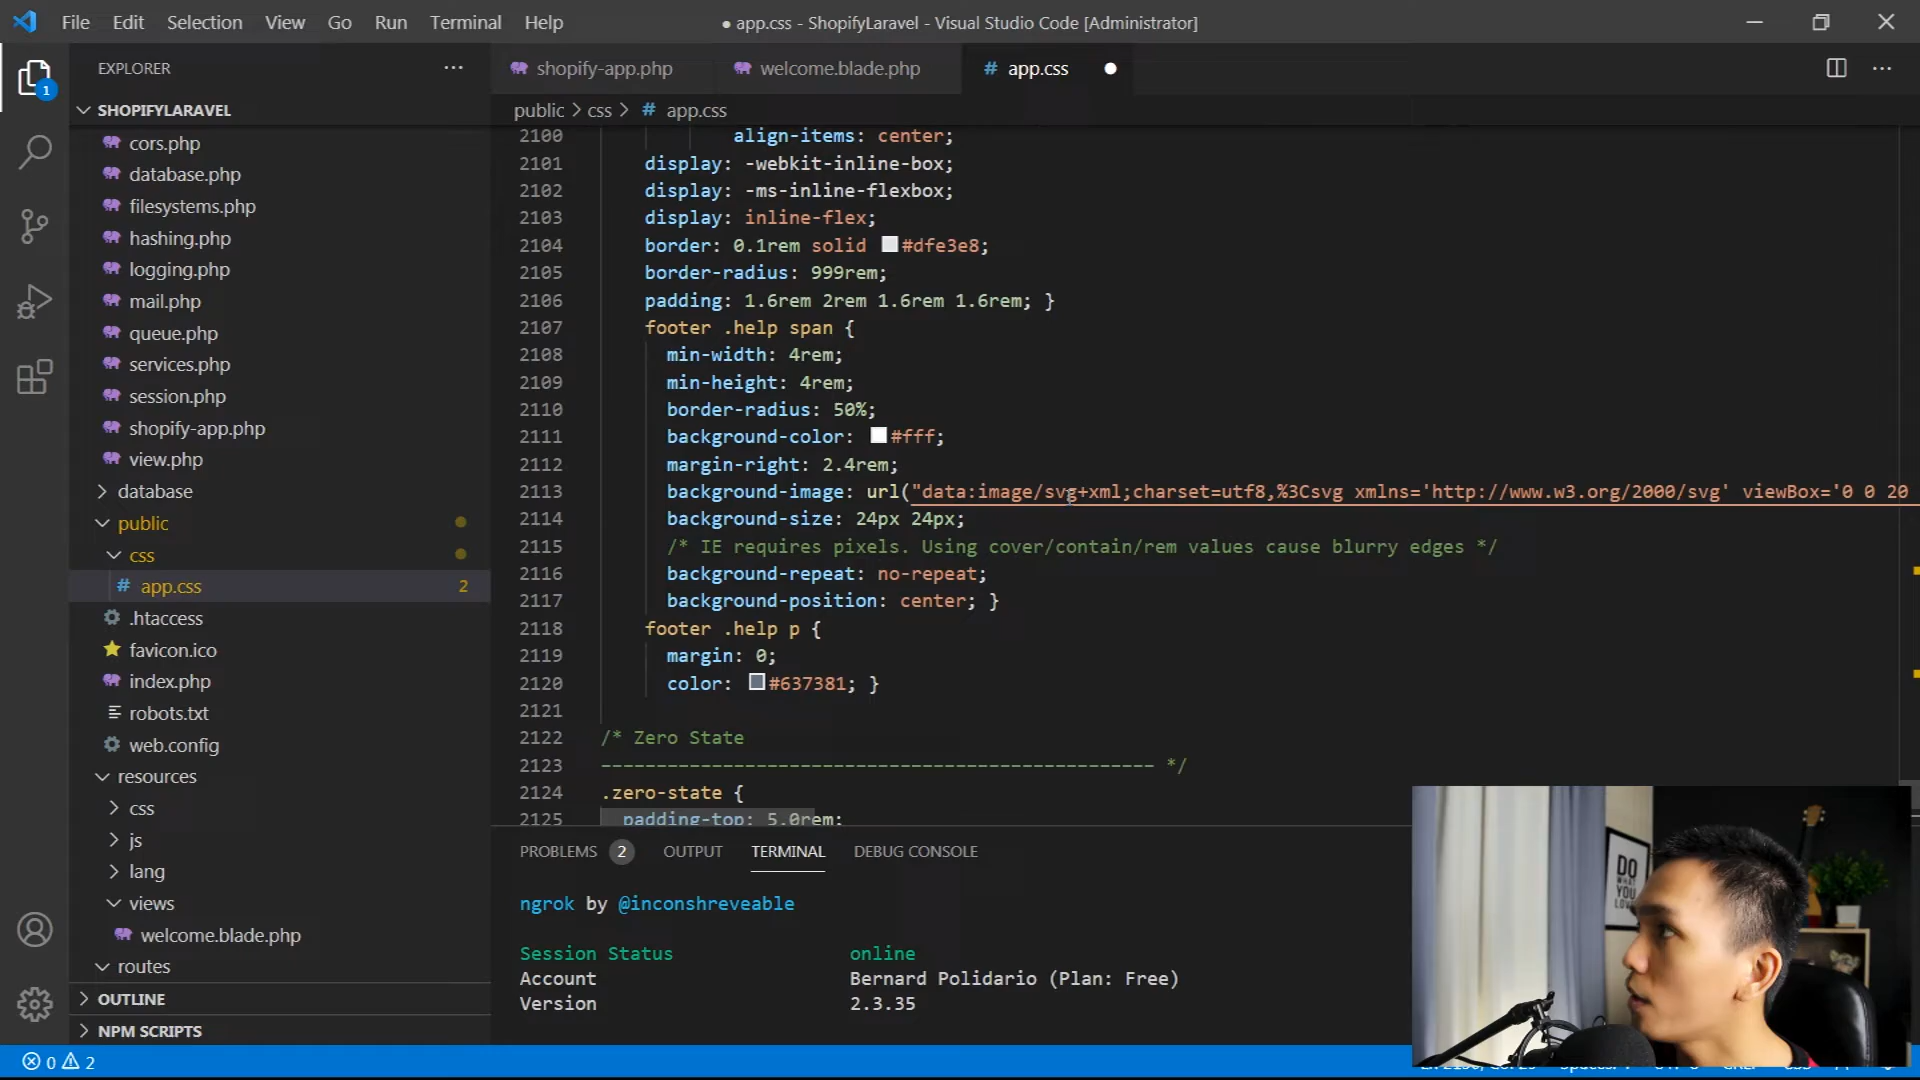 File Edit Selection View Go Run Terminal Help
● app.css - ShopifyLaravel - Visual Studio Code [Administrator]
EXPLORER
1
SHOPIFYLARAVEL
cors.php
database.php
filesystems.php
hashing.php
logging.php
mail.php
queue.php
services.php
session.php
shopify-app.php
view.php
database
public
css
# app.css 2
.htaccess
favicon.ico
index.php
robots.txt
web.config
resources
css
js
lang
views
welcome.blade.php
routes
OUTLINE
NPM SCRIPTS
0 2
shopify-app.php welcome.blade.php # app.css
public > css > # app.css
2100 align-items: center;
2101 display: -webkit-inline-box;
2102 display: -ms-inline-flexbox;
2103 display: inline-flex;
2104 border: 0.1rem solid #dfe3e8;
2105 border-radius: 999rem;
2106 padding: 1.6rem 2rem 1.6rem 1.6rem; }
2107 footer .help span {
2108 min-width: 4rem;
2109 min-height: 4rem;
2110 border-radius: 50%;
2111 background-color: #fff;
2112 margin-right: 2.4rem;
2113 background-image: url("data:image/svg+xml;charset=utf8,%3Csvg xmlns='http://www.w3.org/2000/svg' viewBox='0 0 20
2114 background-size: 24px 24px;
2115 /* IE requires pixels. Using cover/contain/rem values cause blurry edges */
2116 background-repeat: no-repeat;
2117 background-position: center; }
2118 footer .help p {
2119 margin: 0;
2120 color: #637381; }
2121
2122 /* Zero State
2123 -------------------------------------------------- */
2124 .zero-state {
2125 padding-top: 5.0rem;
PROBLEMS 2 OUTPUT TERMINAL DEBUG CONSOLE
ngrok by @inconshreveable
Session Status online
Account Bernard Polidario (Plan: Free)
Version 2.3.35
DO
WHAT
YOU